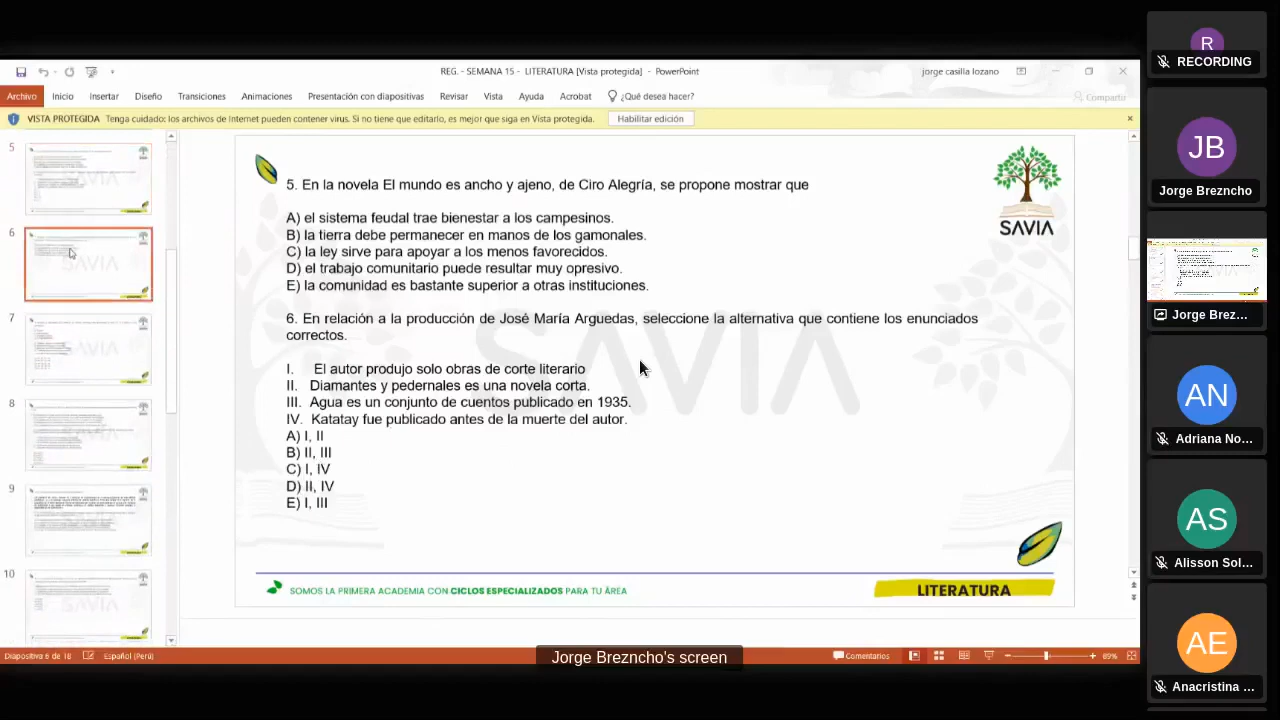 REG. - SEMANA 15 - LITERATURA [Vista protegida] - PowerPoint
jorge casilla lozano
Archivo Inicio Insertar Diseño Transiciones Animaciones Presentación con diapositivas Revisar Vista Ayuda Acrobat ¿Qué desea hacer? Compartir
VISTA PROTEGIDA Tenga cuidado: los archivos de Internet pueden contener virus. Si no tiene que editarlo, es mejor que siga en Vista protegida. Habilitar edición
5
6
7
8
9
10
SAVIA
5. En la novela El mundo es ancho y ajeno, de Ciro Alegría, se propone mostrar que
A) el sistema feudal trae bienestar a los campesinos.
B) la tierra debe permanecer en manos de los gamonales.
C) la ley sirve para apoyar a los menos favorecidos.
D) el trabajo comunitario puede resultar muy opresivo.
E) la comunidad es bastante superior a otras instituciones.
6. En relación a la producción de José María Arguedas, seleccione la alternativa que contiene los enunciados
correctos.
I. El autor produjo solo obras de corte literario
II. Diamantes y pedernales es una novela corta.
III. Agua es un conjunto de cuentos publicado en 1935.
IV. Katatay fue publicado antes de la muerte del autor.
A) I, II
B) II, III
C) I, IV
D) II, IV
E) I, III
SAVIA
SOMOS LA PRIMERA ACADEMIA CON CICLOS ESPECIALIZADOS PARA TU ÁREA
LITERATURA
Diapositiva 6 de 18 Español (Perú) Comentarios 89%
Jorge Brezncho's screen
R
RECORDING
JB
Jorge Brezncho
Jorge Brez...
AN
Adriana No...
AS
Alisson Sol...
AE
Anacristina ...